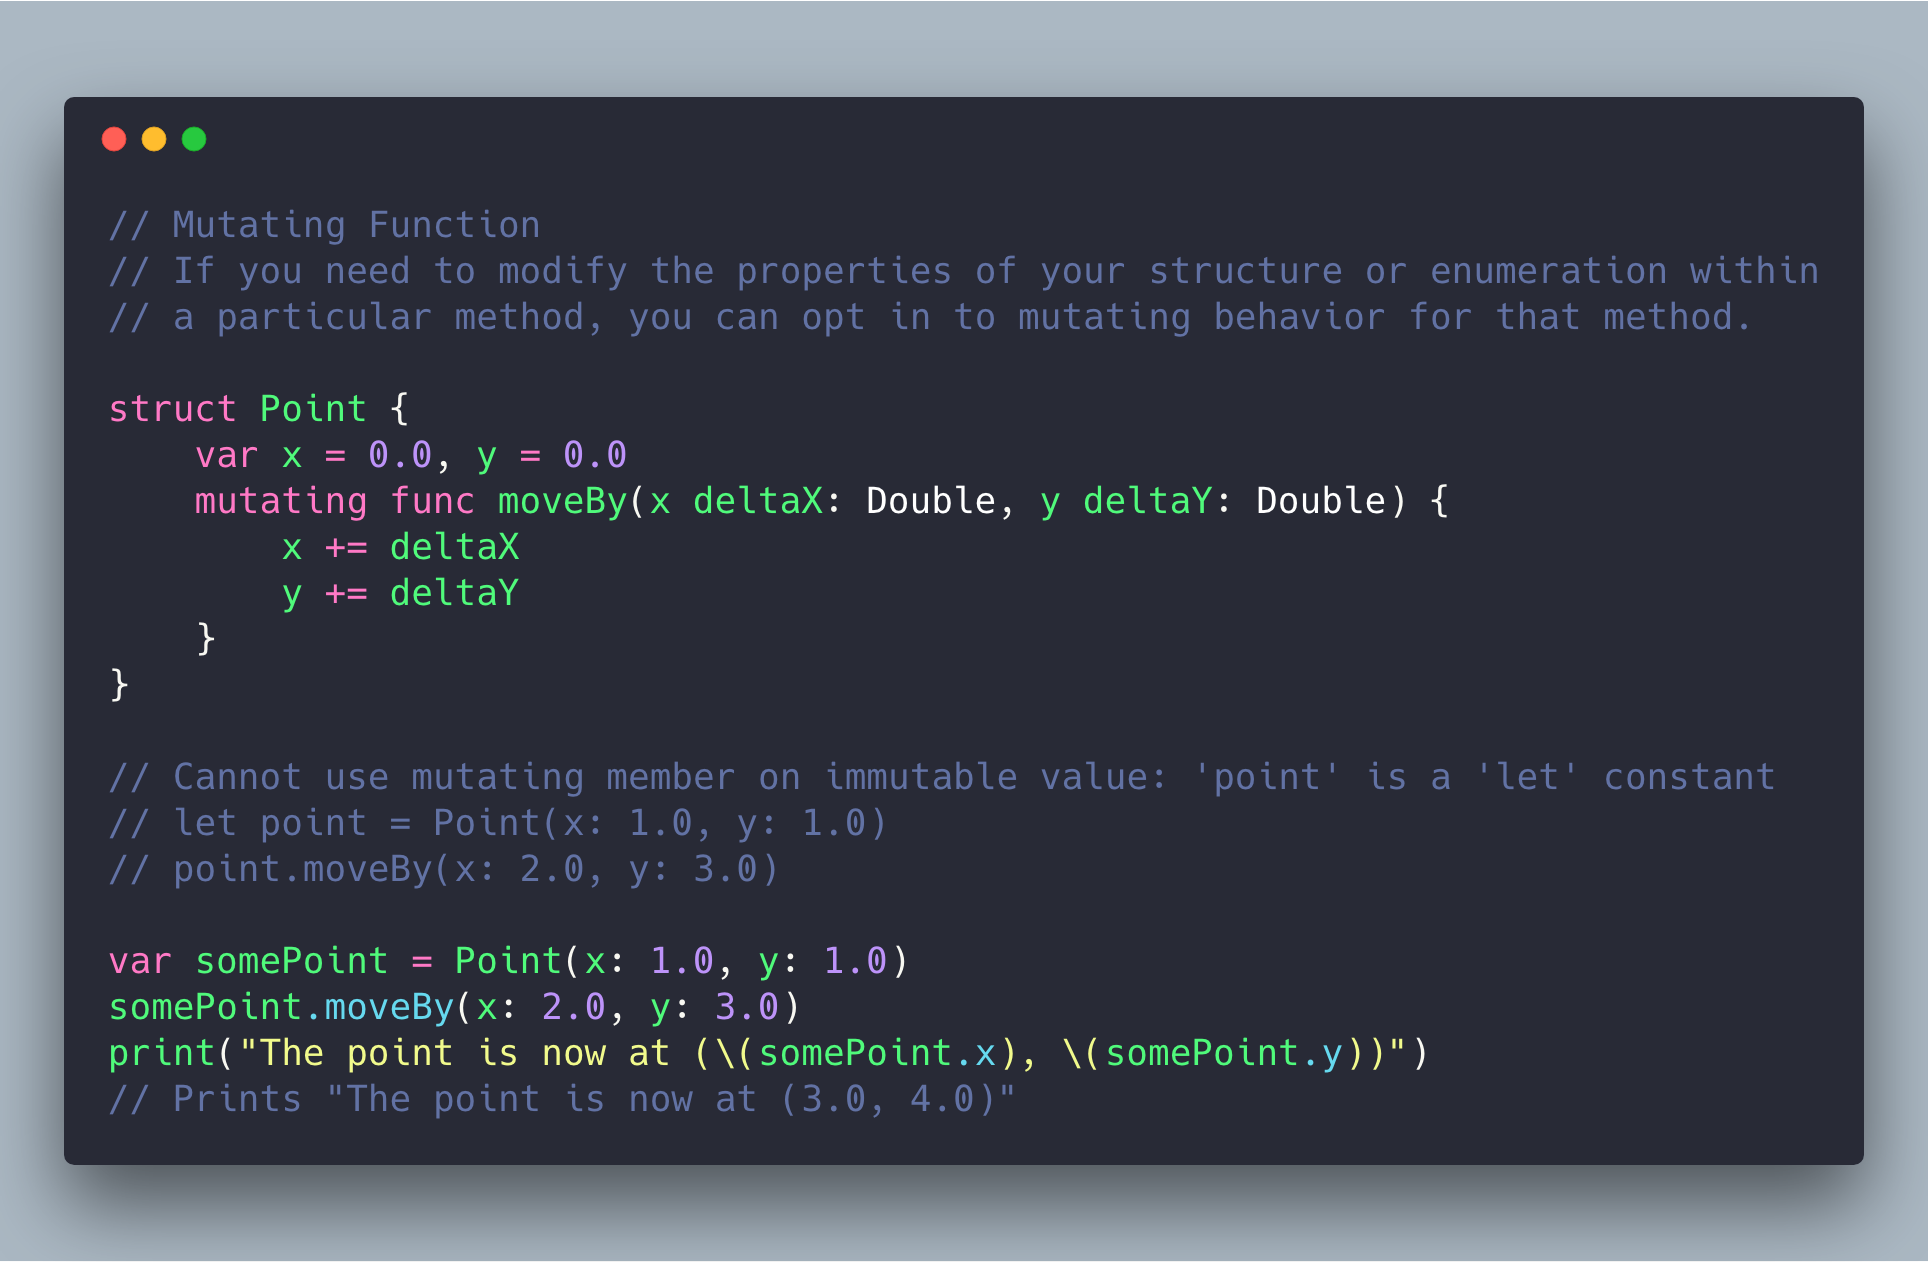 // Mutating Function
// If you need to modify the properties of your structure or enumeration within
// a particular method, you can opt in to mutating behavior for that method.

struct Point {
    var x = 0.0, y = 0.0
    mutating func moveBy(x deltaX: Double, y deltaY: Double) {
        x += deltaX
        y += deltaY
    }
}

// Cannot use mutating member on immutable value: 'point' is a 'let' constant
// let point = Point(x: 1.0, y: 1.0)
// point.moveBy(x: 2.0, y: 3.0)

var somePoint = Point(x: 1.0, y: 1.0)
somePoint.moveBy(x: 2.0, y: 3.0)
print("The point is now at (\(somePoint.x), \(somePoint.y))")
// Prints "The point is now at (3.0, 4.0)"